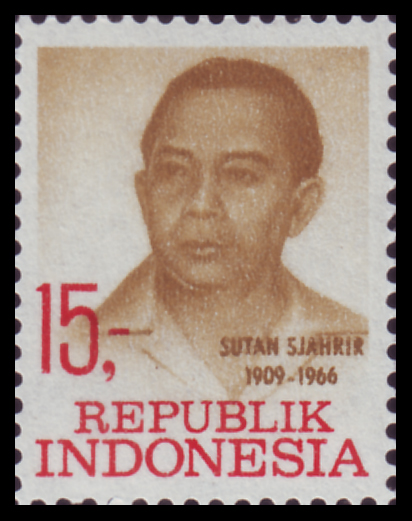 15,-
SUTAN SJAHRIR
1909-1966
REPUBLIK
INDONESIA